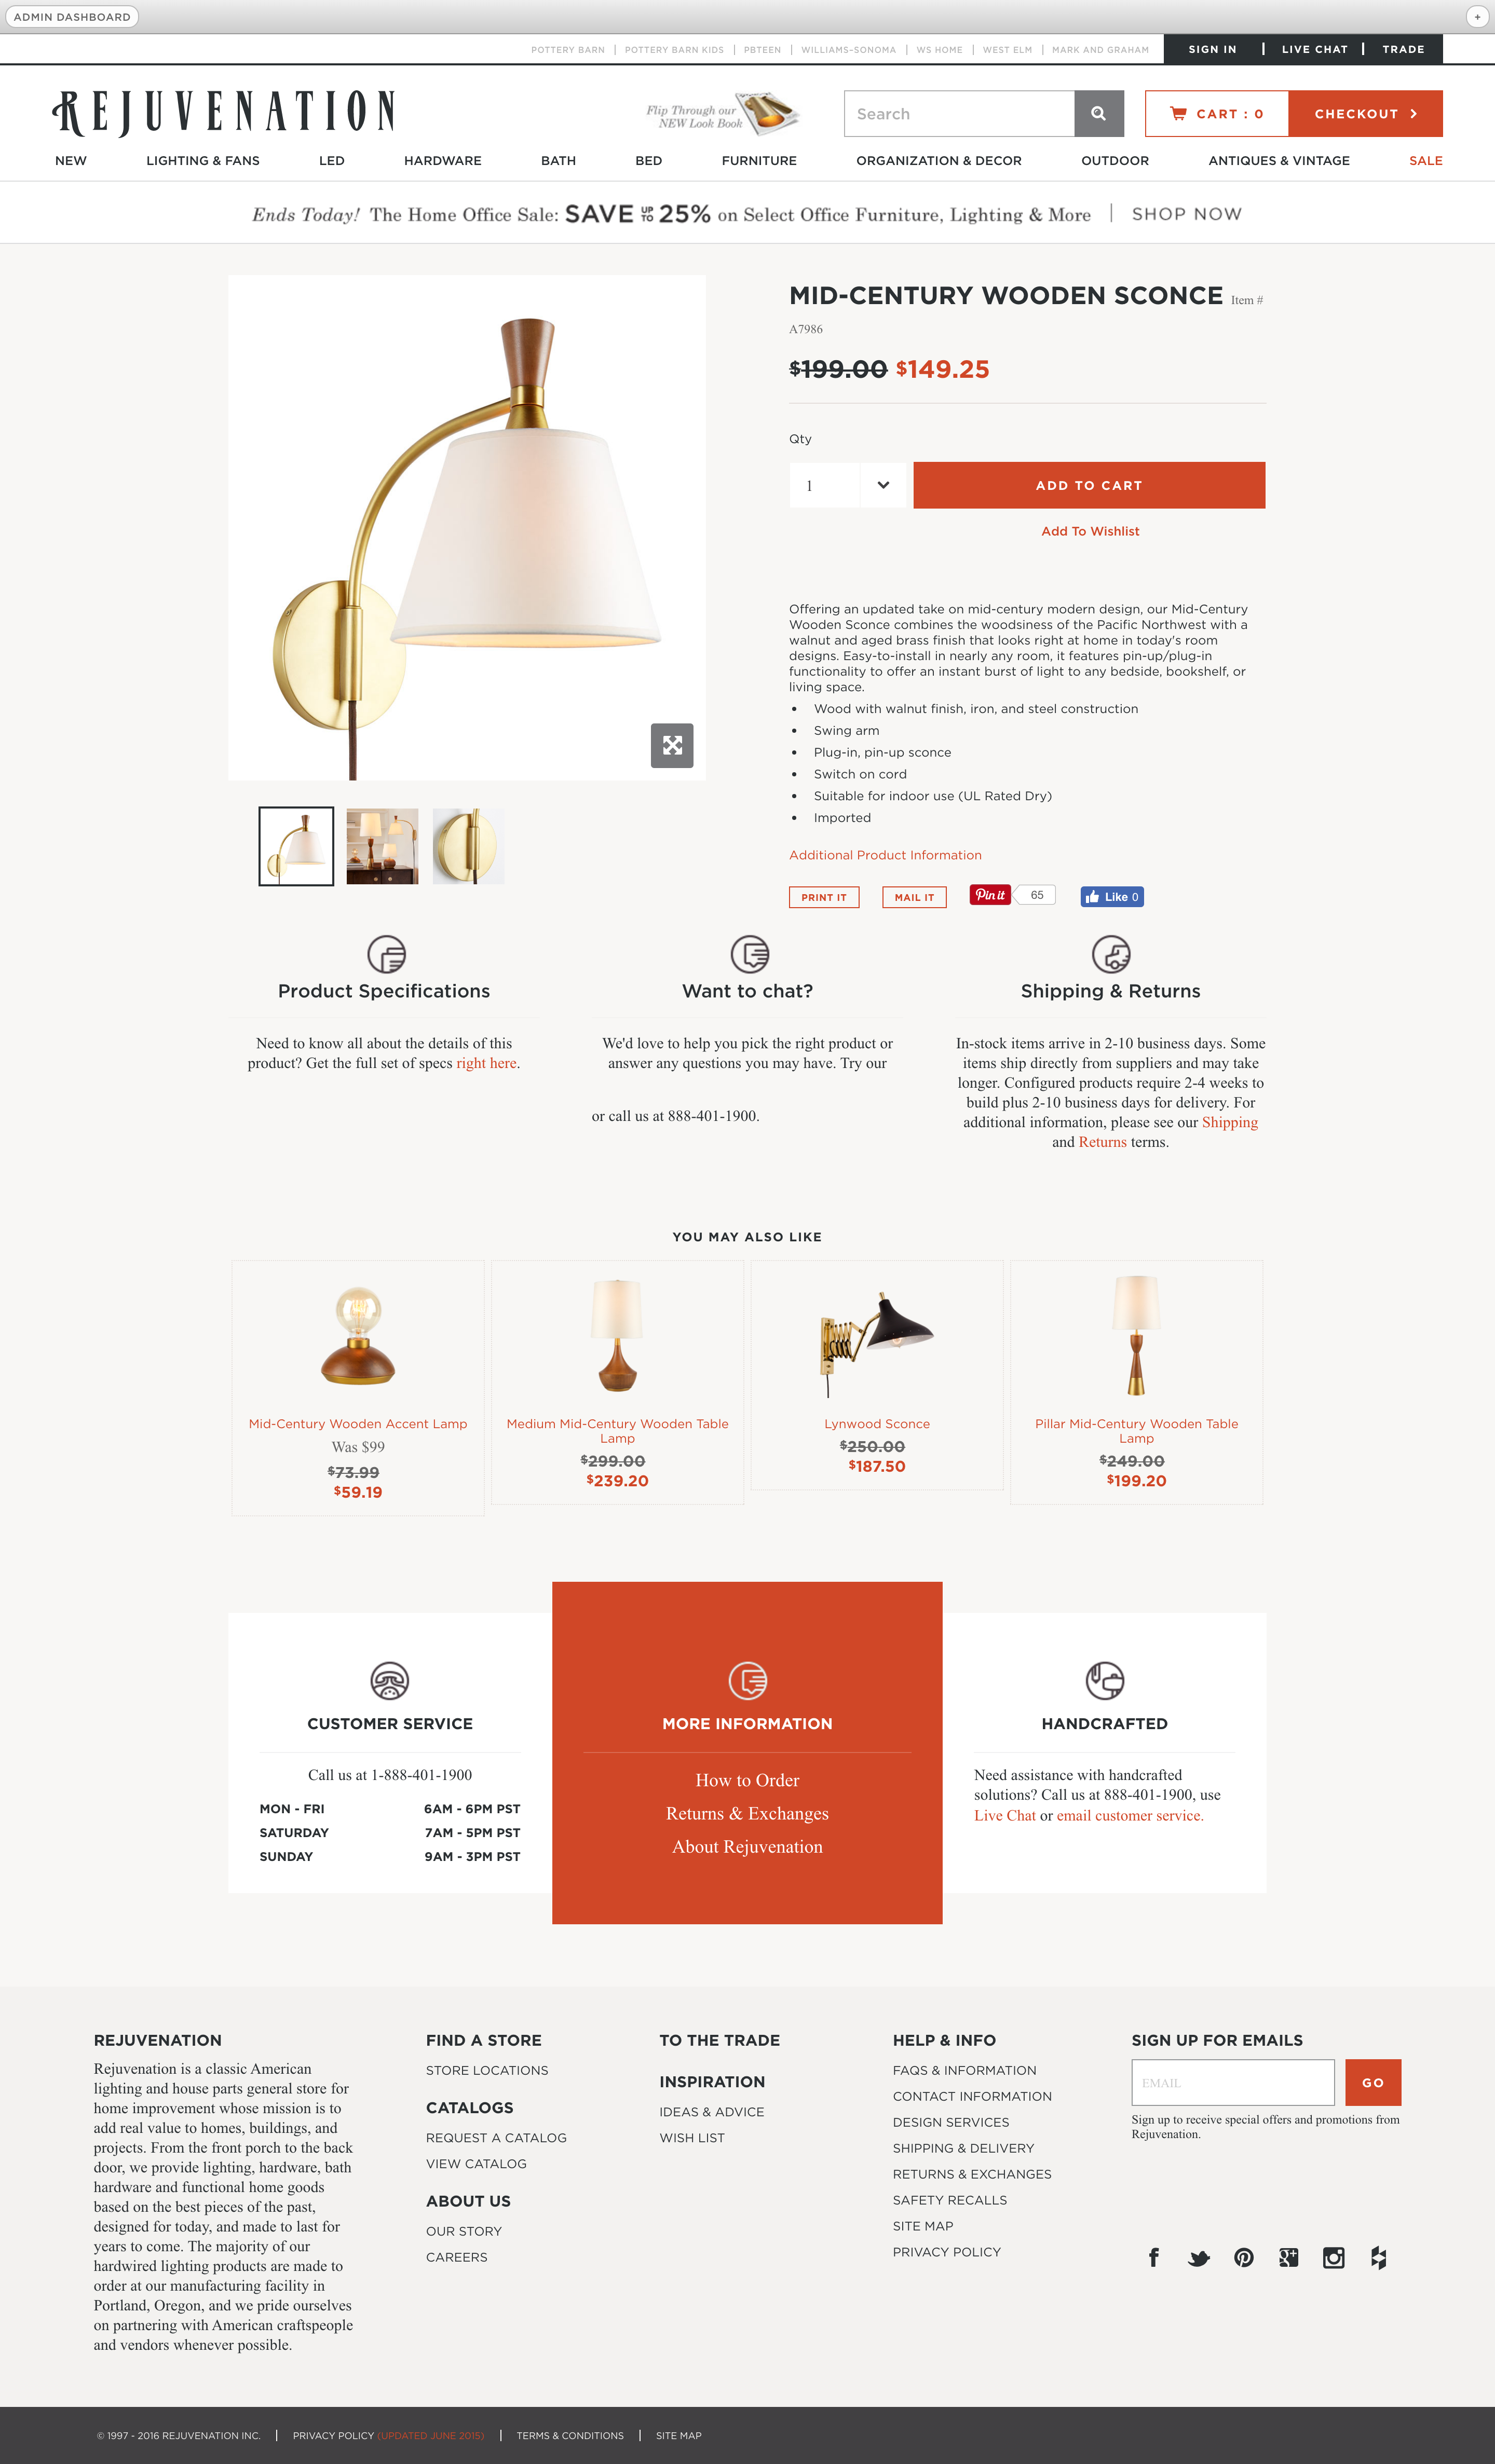 ADMIN DASHBOARD
+
POTTERY BARN | POTTERY BARN KIDS | PBTEEN | WILLIAMS-SONOMA | WS HOME | WEST ELM | MARK AND GRAHAM
SIGN IN | LIVE CHAT | TRADE
REJUVENATION
Flip Through our
NEW Look Book
Search
CART : 0
CHECKOUT
NEW LIGHTING & FANS LED HARDWARE BATH BED FURNITURE ORGANIZATION & DECOR OUTDOOR ANTIQUES & VINTAGE SALE
Ends Today! The Home Office Sale: SAVE UP TO 25% on Select Office Furniture, Lighting & More | SHOP NOW
MID-CENTURY WOODEN SCONCE Item #
A7986
$199.00 $149.25
Qty
1
ADD TO CART
Add To Wishlist
Offering an updated take on mid-century modern design, our Mid-Century
Wooden Sconce combines the woodsiness of the Pacific Northwest with a
walnut and aged brass finish that looks right at home in today's room
designs. Easy-to-install in nearly any room, it features pin-up/plug-in
functionality to offer an instant burst of light to any bedside, bookshelf, or
living space.
• Wood with walnut finish, iron, and steel construction
• Swing arm
• Plug-in, pin-up sconce
• Switch on cord
• Suitable for indoor use (UL Rated Dry)
• Imported
Additional Product Information
PRINT IT MAIL IT Pin it 65 Like 0
Product Specifications
Need to know all about the details of this
product? Get the full set of specs right here.
Want to chat?
We'd love to help you pick the right product or
answer any questions you may have. Try our
or call us at 888-401-1900.
Shipping & Returns
In-stock items arrive in 2-10 business days. Some
items ship directly from suppliers and may take
longer. Configured products require 2-4 weeks to
build plus 2-10 business days for delivery. For
additional information, please see our Shipping
and Returns terms.
YOU MAY ALSO LIKE
Mid-Century Wooden Accent Lamp
Was $99
$73.99
$59.19
Medium Mid-Century Wooden Table
Lamp
$299.00
$239.20
Lynwood Sconce
$250.00
$187.50
Pillar Mid-Century Wooden Table
Lamp
$249.00
$199.20
CUSTOMER SERVICE
Call us at 1-888-401-1900
MON - FRI 6AM - 6PM PST
SATURDAY 7AM - 5PM PST
SUNDAY 9AM - 3PM PST
MORE INFORMATION
How to Order
Returns & Exchanges
About Rejuvenation
HANDCRAFTED
Need assistance with handcrafted
solutions? Call us at 888-401-1900, use
Live Chat or email customer service.
REJUVENATION
Rejuvenation is a classic American
lighting and house parts general store for
home improvement whose mission is to
add real value to homes, buildings, and
projects. From the front porch to the back
door, we provide lighting, hardware, bath
hardware and functional home goods
based on the best pieces of the past,
designed for today, and made to last for
years to come. The majority of our
hardwired lighting products are made to
order at our manufacturing facility in
Portland, Oregon, and we pride ourselves
on partnering with American craftspeople
and vendors whenever possible.
FIND A STORE
STORE LOCATIONS
CATALOGS
REQUEST A CATALOG
VIEW CATALOG
ABOUT US
OUR STORY
CAREERS
TO THE TRADE
INSPIRATION
IDEAS & ADVICE
WISH LIST
HELP & INFO
FAQS & INFORMATION
CONTACT INFORMATION
DESIGN SERVICES
SHIPPING & DELIVERY
RETURNS & EXCHANGES
SAFETY RECALLS
SITE MAP
PRIVACY POLICY
SIGN UP FOR EMAILS
EMAIL
GO
Sign up to receive special offers and promotions from
Rejuvenation.
© 1997 - 2016 REJUVENATION INC. | PRIVACY POLICY (UPDATED JUNE 2015) | TERMS & CONDITIONS | SITE MAP